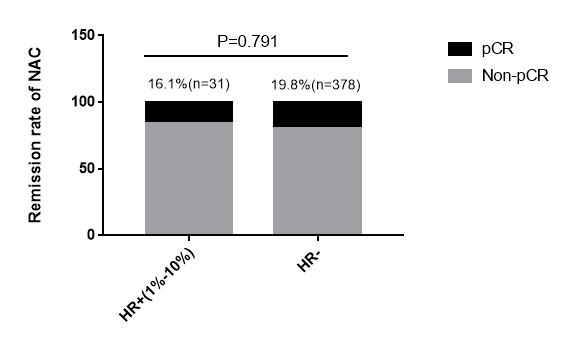 P=0.791
16.1%(n=31) 19.8%(n=378)
pCR
Non-pCR
Remission rate of NAC
150
100
50
0
HR+(1%-10%)
HR-